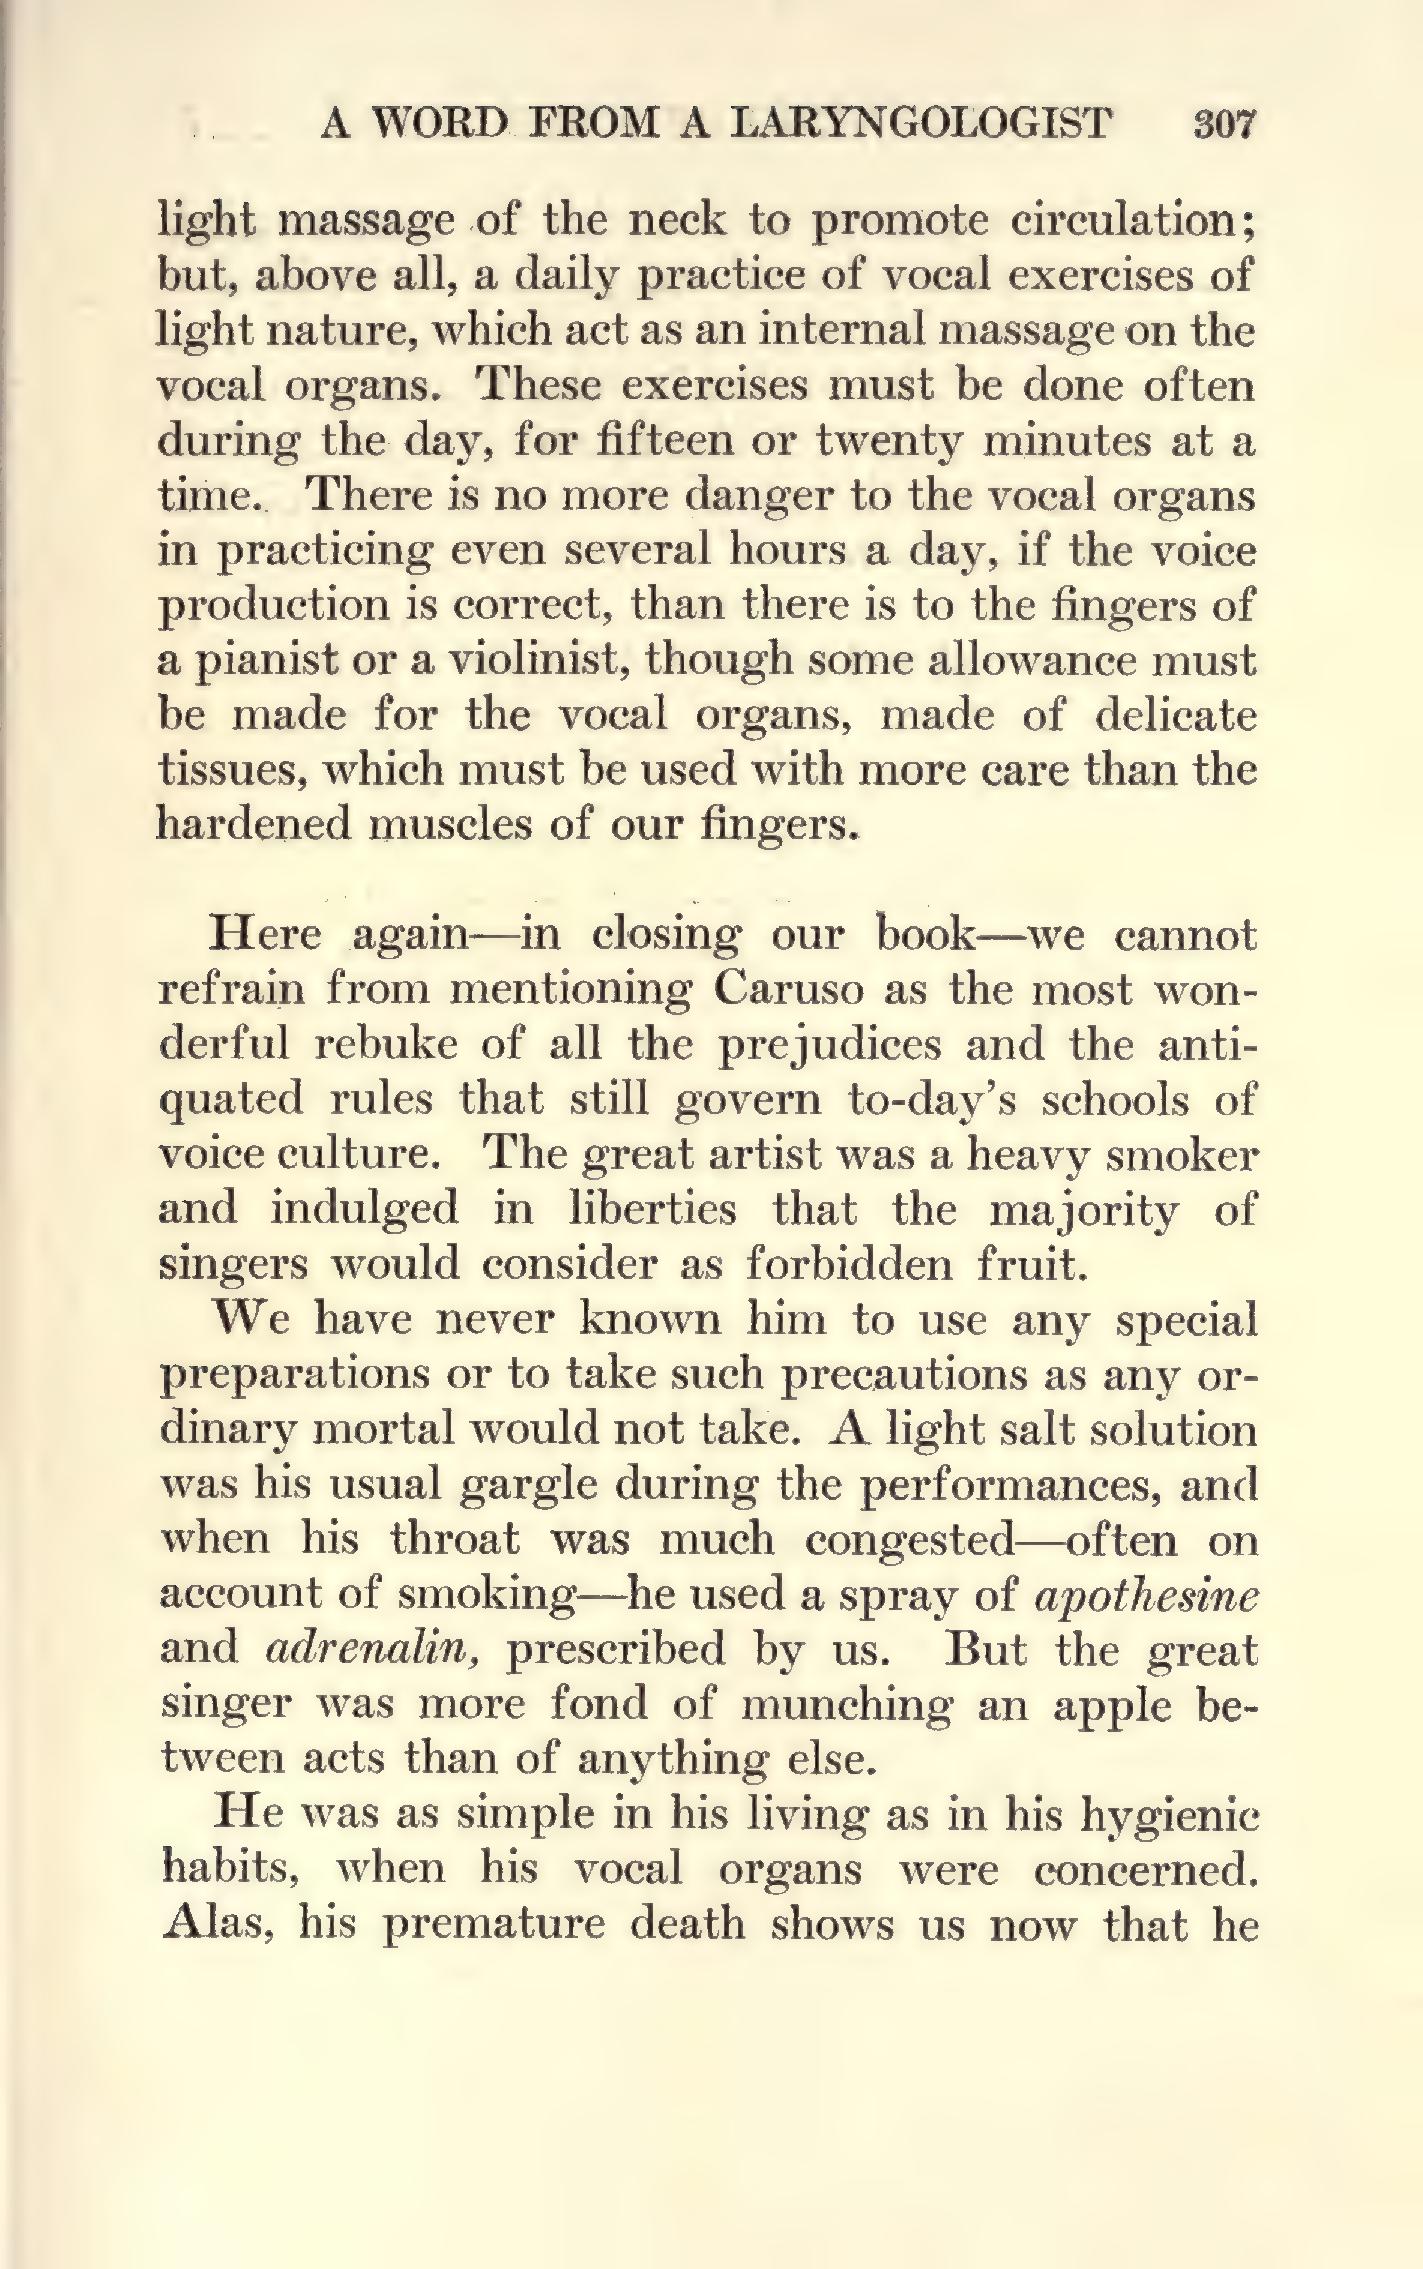 A WORD FROM A LARYNGOLOGIST 307
light massage of the neck to promote circulation;
but, above all, a daily practice of vocal exercises of
light nature, which act as an internal massage on the
vocal organs. These exercises must be done often
during the day, for fifteen or twenty minutes at a
time. There is no more danger to the vocal organs
in practicing even several hours a day, if the voice
production is correct, than there is to the fingers of
a pianist or a violinist, though some allowance must
be made for the vocal organs, made of delicate
tissues, which must be used with more care than the
hardened muscles of our fingers.
Here again—in closing our book—we cannot
refrain from mentioning Caruso as the most won-
derful rebuke of all the prejudices and the anti-
quated rules that still govern to-day's schools of
voice culture. The great artist was a heavy smoker
and indulged in liberties that the majority of
singers would consider as forbidden fruit.
We have never known him to use any special
preparations or to take such precautions as any or-
dinary mortal would not take. A light salt solution
was his usual gargle during the performances, and
when his throat was much congested—often on
account of smoking—he used a spray of apothesine
and adrenalin, prescribed by us. But the great
singer was more fond of munching an apple be-
tween acts than of anything else.
He was as simple in his living as in his hygienic
habits, when his vocal organs were concerned.
Alas, his premature death shows us now that he